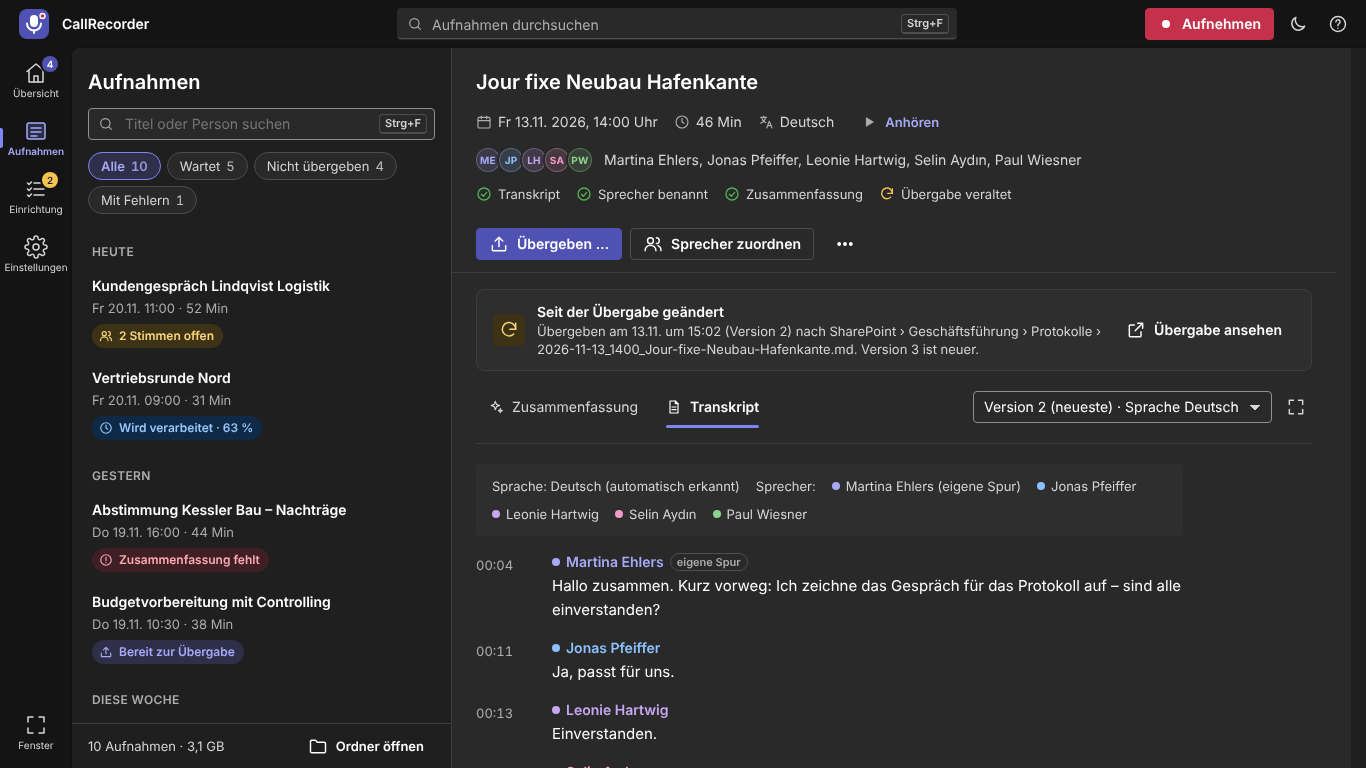 CallRecorder
Aufnahmen durchsuchen
Strg+F
Aufnehmen
4
Übersicht
Aufnahmen
2
Einrichtung
Einstellungen
Fenster
Aufnahmen
Titel oder Person suchen
Strg+F
Alle 10
Wartet 5
Nicht übergeben 4
Mit Fehlern 1
HEUTE
Kundengespräch Lindqvist Logistik
Fr 20.11. 11:00 · 52 Min
2 Stimmen offen
Vertriebsrunde Nord
Fr 20.11. 09:00 · 31 Min
Wird verarbeitet · 63 %
GESTERN
Abstimmung Kessler Bau – Nachträge
Do 19.11. 16:00 · 44 Min
Zusammenfassung fehlt
Budgetvorbereitung mit Controlling
Do 19.11. 10:30 · 38 Min
Bereit zur Übergabe
DIESE WOCHE
10 Aufnahmen · 3,1 GB
Ordner öffnen
Jour fixe Neubau Hafenkante
Fr 13.11. 2026, 14:00 Uhr
46 Min
Deutsch
Anhören
ME JP LH SA PW
Martina Ehlers, Jonas Pfeiffer, Leonie Hartwig, Selin Aydın, Paul Wiesner
Transkript
Sprecher benannt
Zusammenfassung
Übergabe veraltet
Übergeben ...
Sprecher zuordnen
Seit der Übergabe geändert
Übergeben am 13.11. um 15:02 (Version 2) nach SharePoint › Geschäftsführung › Protokolle ›
2026-11-13_1400_Jour-fixe-Neubau-Hafenkante.md. Version 3 ist neuer.
Übergabe ansehen
Zusammenfassung
Transkript
Version 2 (neueste) · Sprache Deutsch
Sprache: Deutsch (automatisch erkannt) Sprecher: Martina Ehlers (eigene Spur) Jonas Pfeiffer
Leonie Hartwig Selin Aydın Paul Wiesner
00:04
Martina Ehlers eigene Spur
Hallo zusammen. Kurz vorweg: Ich zeichne das Gespräch für das Protokoll auf – sind alle
einverstanden?
00:11
Jonas Pfeiffer
Ja, passt für uns.
00:13
Leonie Hartwig
Einverstanden.